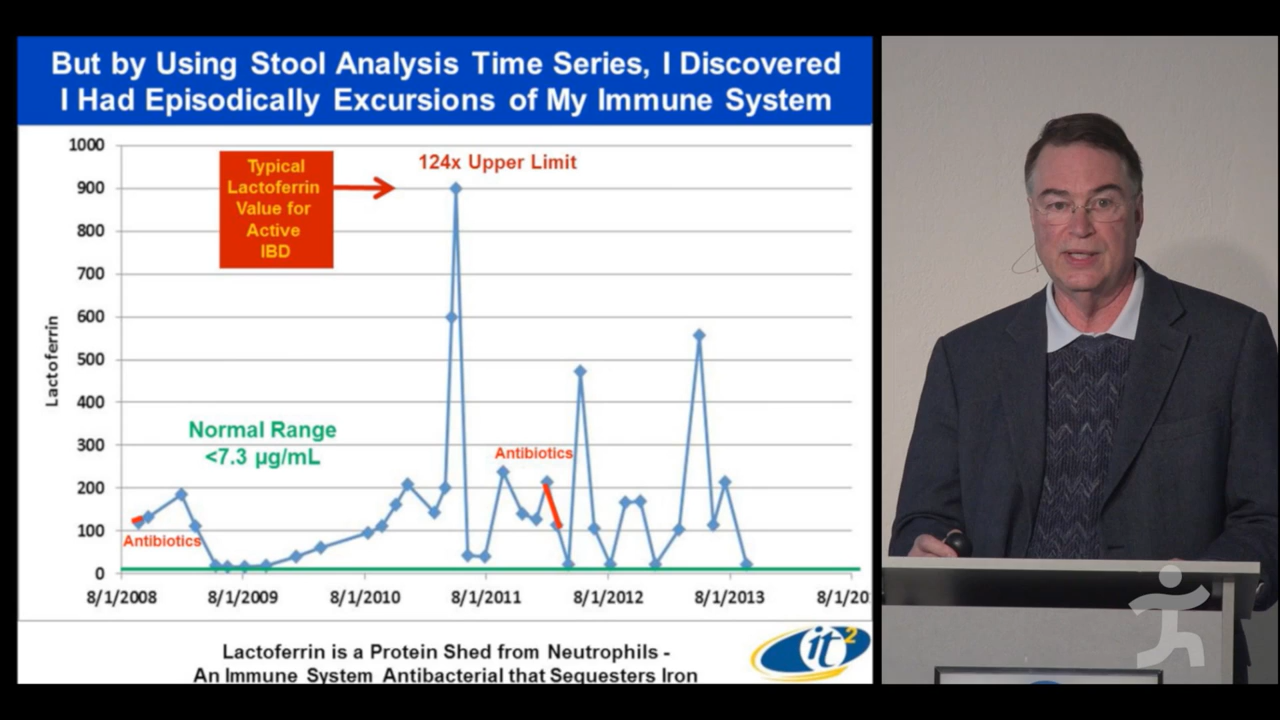 But by Using Stool Analysis Time Series, I Discovered
I Had Episodically Excursions of My Immune System
1000
900
800
700
600
500
400
300
200
100
0
Lactoferrin
Typical
Lactoferrin
Value for
Active
IBD
124x Upper Limit
Normal Range
<7.3 µg/mL
Antibiotics
Antibiotics
8/1/2008
8/1/2009
8/1/2010
8/1/2011
8/1/2012
8/1/2013
8/1/20
Lactoferrin is a Protein Shed from Neutrophils -
An Immune System Antibacterial that Sequesters Iron
it2